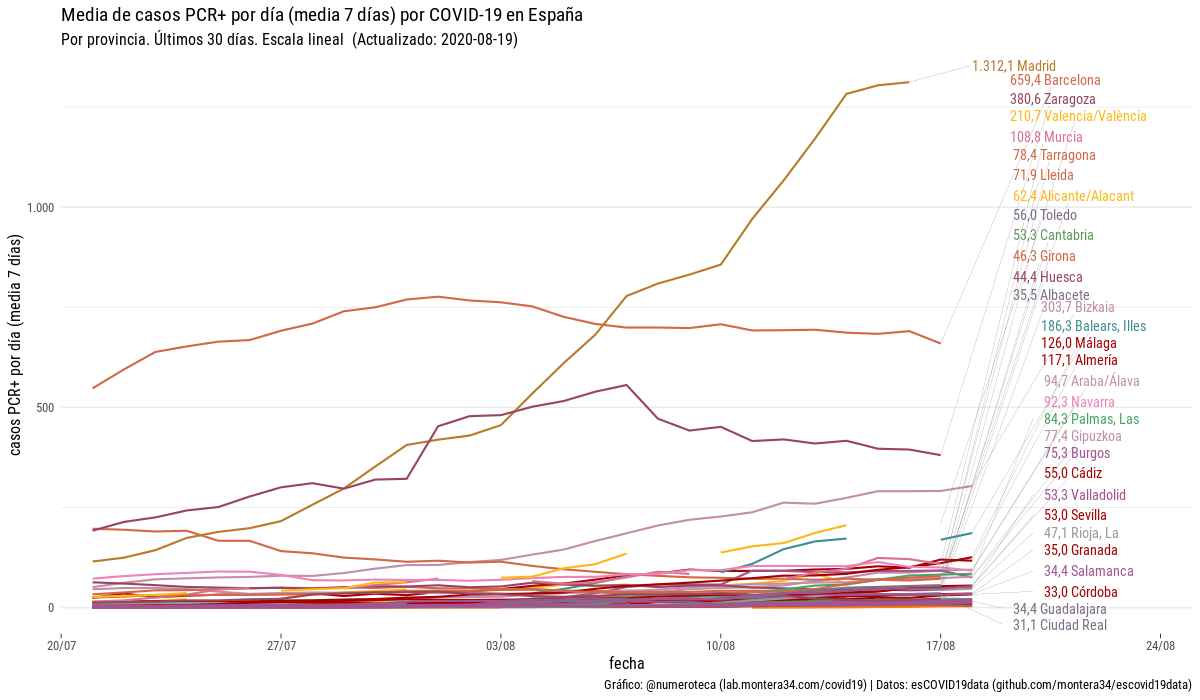 Media de casos PCR+ por día (media 7 días) por COVID-19 en España
Por provincia. Últimos 30 días. Escala lineal (Actualizado: 2020-08-19)
1.312,1 Madrid
659,4 Barcelona
380,6 Zaragoza
210,7 Valencia/València
108,8 Murcia
78,4 Tarragona
71,9 Lleida
62,4 Alicante/Alacant
56,0 Toledo
53,3 Cantabria
46,3 Girona
44,4 Huesca
35,5 Albacete
303,7 Bizkaia
186,3 Balears, Illes
126,0 Málaga
117,1 Almería
94,7 Araba/Álava
92,3 Navarra
84,3 Palmas, Las
77,4 Gipuzkoa
75,3 Burgos
55,0 Cádiz
53,3 Valladolid
53,0 Sevilla
47,1 Rioja, La
35,0 Granada
34,4 Salamanca
33,0 Córdoba
34,4 Guadalajara
31,1 Ciudad Real
casos PCR+ por día (media 7 días)
1.000
500
0
20/07
27/07
03/08
10/08
17/08
24/08
fecha
Gráfico: @numeroteca (lab.montera34.com/covid19) | Datos: esCOVID19data (github.com/montera34/escovid19data)